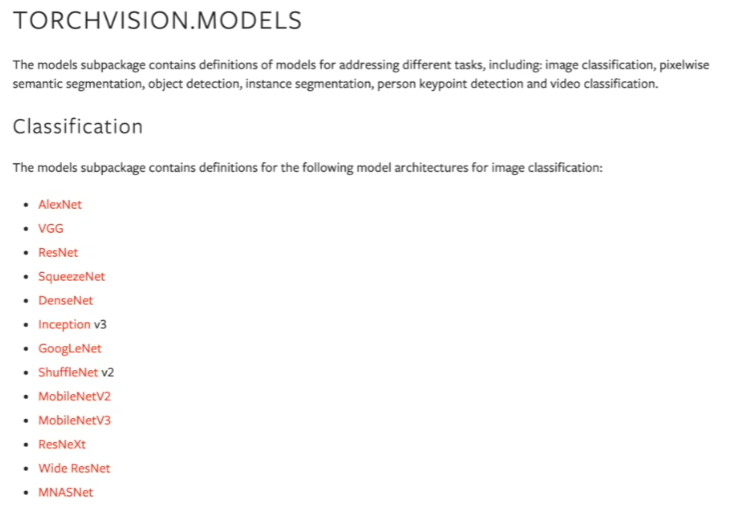 TORCHVISION.MODELS
The models subpackage contains definitions of models for addressing different tasks, including: image classification, pixelwise
semantic segmentation, object detection, instance segmentation, person keypoint detection and video classification.
Classification
The models subpackage contains definitions for the following model architectures for image classification:
• AlexNet
• VGG
• ResNet
• SqueezeNet
• DenseNet
• Inception v3
• GoogLeNet
• ShuffleNet v2
• MobileNetV2
• MobileNetV3
• ResNeXt
• Wide ResNet
• MNASNet